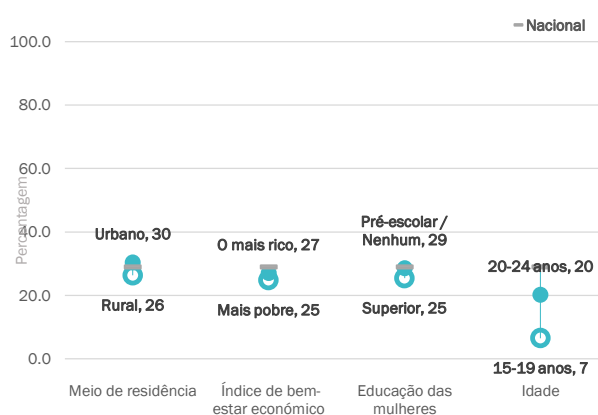 Nacional
100.0
80.0
60.0
40.0
20.0
0.0
Percentagem
Urbano, 30
Rural, 26
O mais rico, 27
Mais pobre, 25
Pré-escolar /
Nenhum, 29
Superior, 25
20-24 anos, 20
15-19 anos, 7
Meio de residência
Índice de bem-
estar económico
Educação das
mulheres
Idade